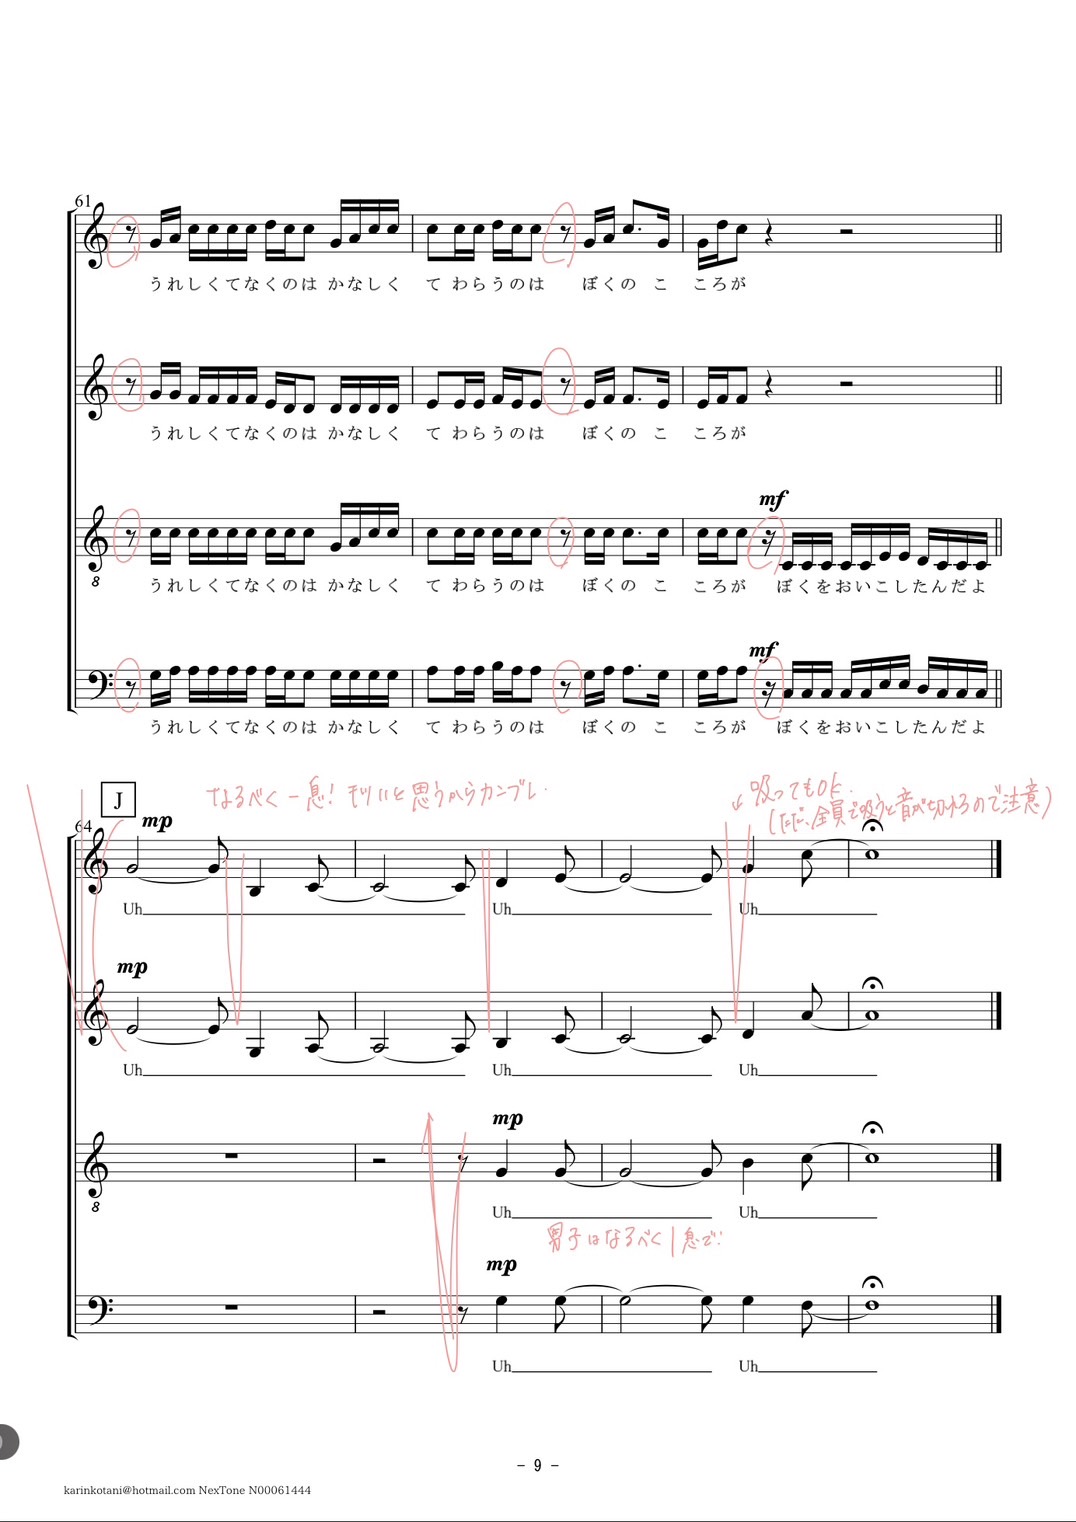 61
うれしくてなくのは かなしく て わらうのは ぼくの こ ころが
うれしくてなくのは かなしく て わらうのは ぼくの こ ころが
mf
8
うれしくてなくのは かなしく て わらうのは ぼくの こ ころが ぼくをおいこしたんだよ
mf
うれしくてなくのは かなしく て わらうのは ぼくの こ ころが ぼくをおいこしたんだよ
なるべく一息! キツいと思うからカンブレ.
吸ってもOK.
(ただ、全員で吸うと音が切れるので注意)
J
64
mp
Uh Uh Uh
mp
Uh Uh Uh
mp
8
Uh Uh
男子はなるべく1息で!
mp
Uh Uh
- 9 -
karinkotani@hotmail.com NexTone N00061444